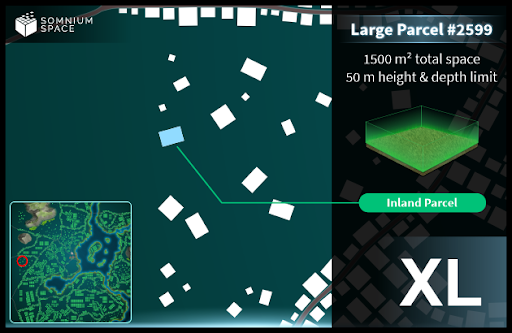 SOMNIUM
SPACE
Large Parcel #2599
1500 m² total space
50 m height & depth limit
Inland Parcel
XL